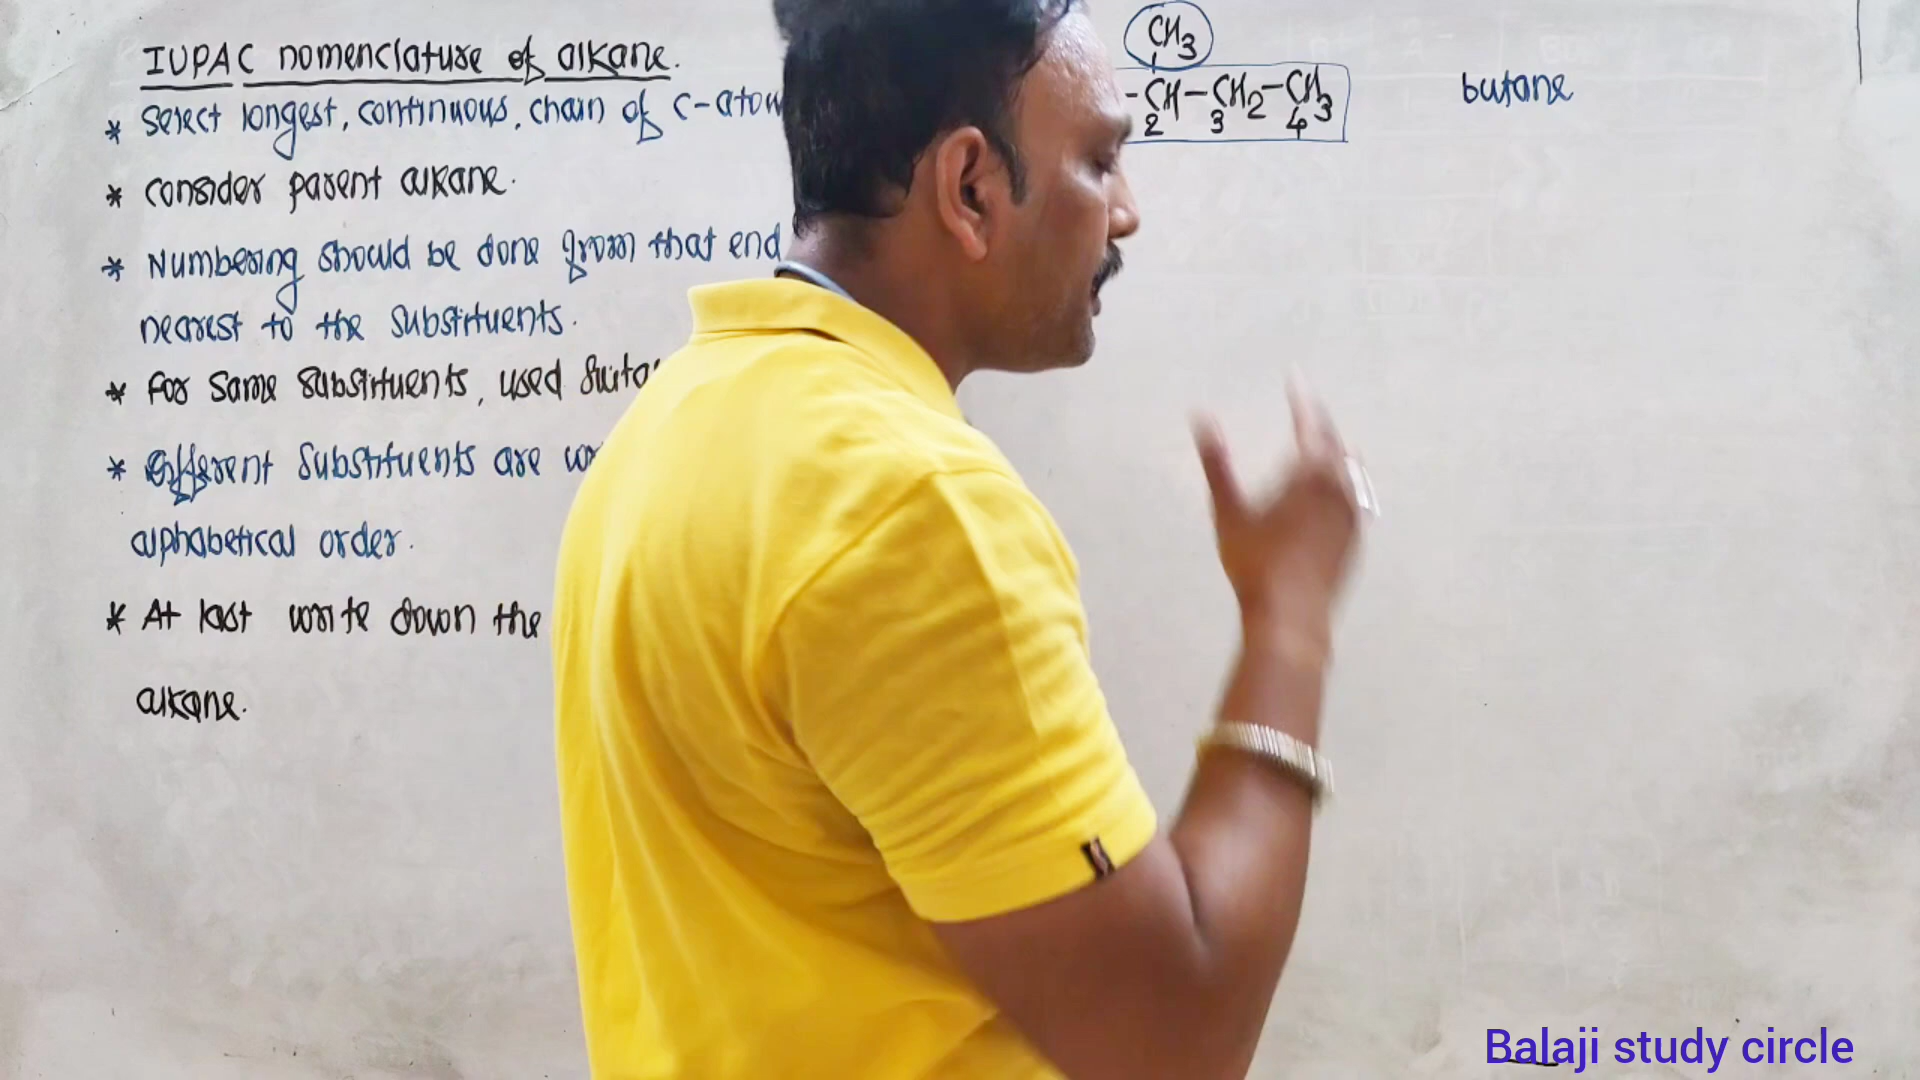 IUPAC nomenclature of alkane.
* Select longest, continuous, chain of C-atom
* Consider parent alkane.
* Numbering should be done from that end
nearest to the substituents.
* For same substituents, used
* Different substituents are
alphabetical order.
* At last write down the
alkane.
CH3
-CH-CH2-CH3
2 3 4
butane
Balaji study circle